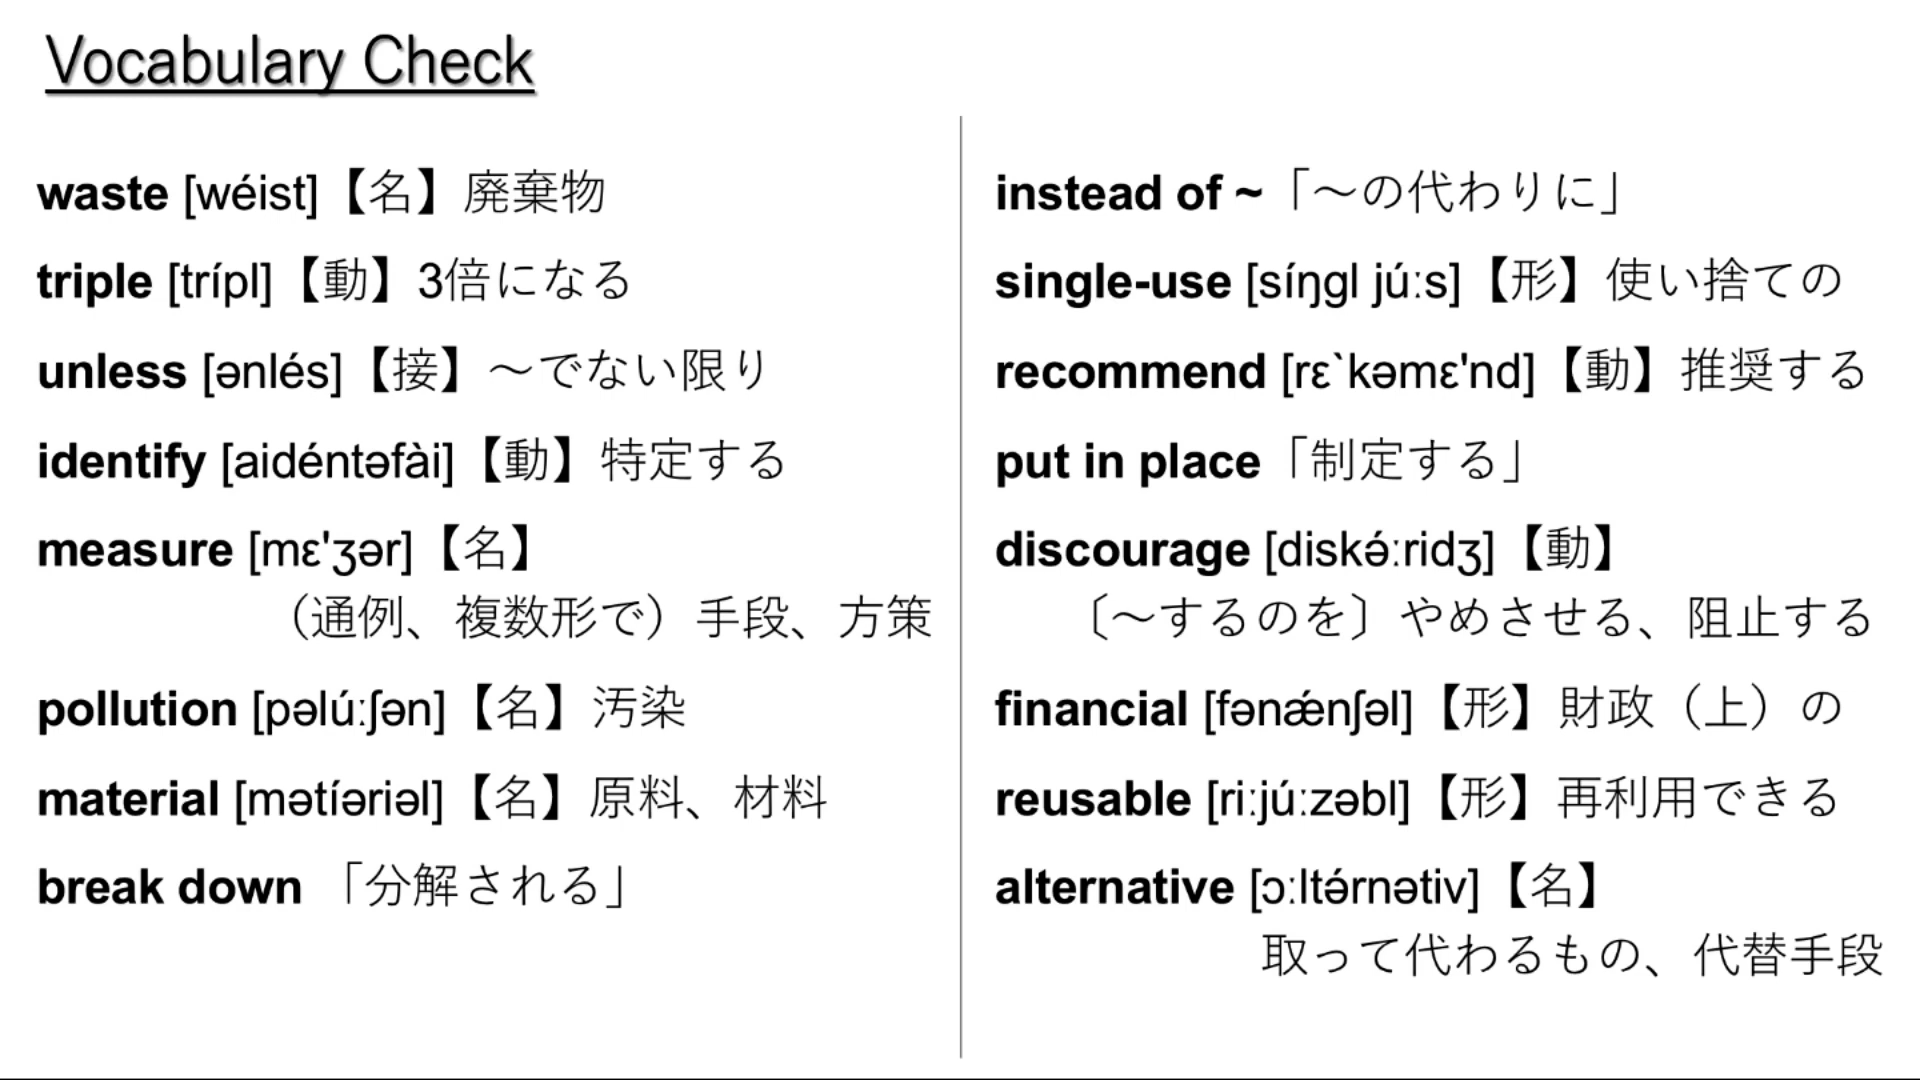 Vocabulary Check
waste [wéist]【名】廃棄物
triple [trípl]【動】3倍になる
unless [ənlés]【接】～でない限り
identify [aidéntəfài]【動】特定する
measure [mɛ'ʒər]【名】
（通例、複数形で）手段、方策
pollution [pəlúːʃən]【名】汚染
material [mətíəriəl]【名】原料、材料
break down 「分解される」
instead of ~「～の代わりに」
single-use [síŋgl júːs]【形】使い捨ての
recommend [rɛ`kəmɛ'nd]【動】推奨する
put in place「制定する」
discourage [diskə́ːridʒ]【動】
〔～するのを〕やめさせる、阻止する
financial [fənǽnʃəl]【形】財政（上）の
reusable [riːjúːzəbl]【形】再利用できる
alternative [ɔːltə́rnətiv]【名】
取って代わるもの、代替手段